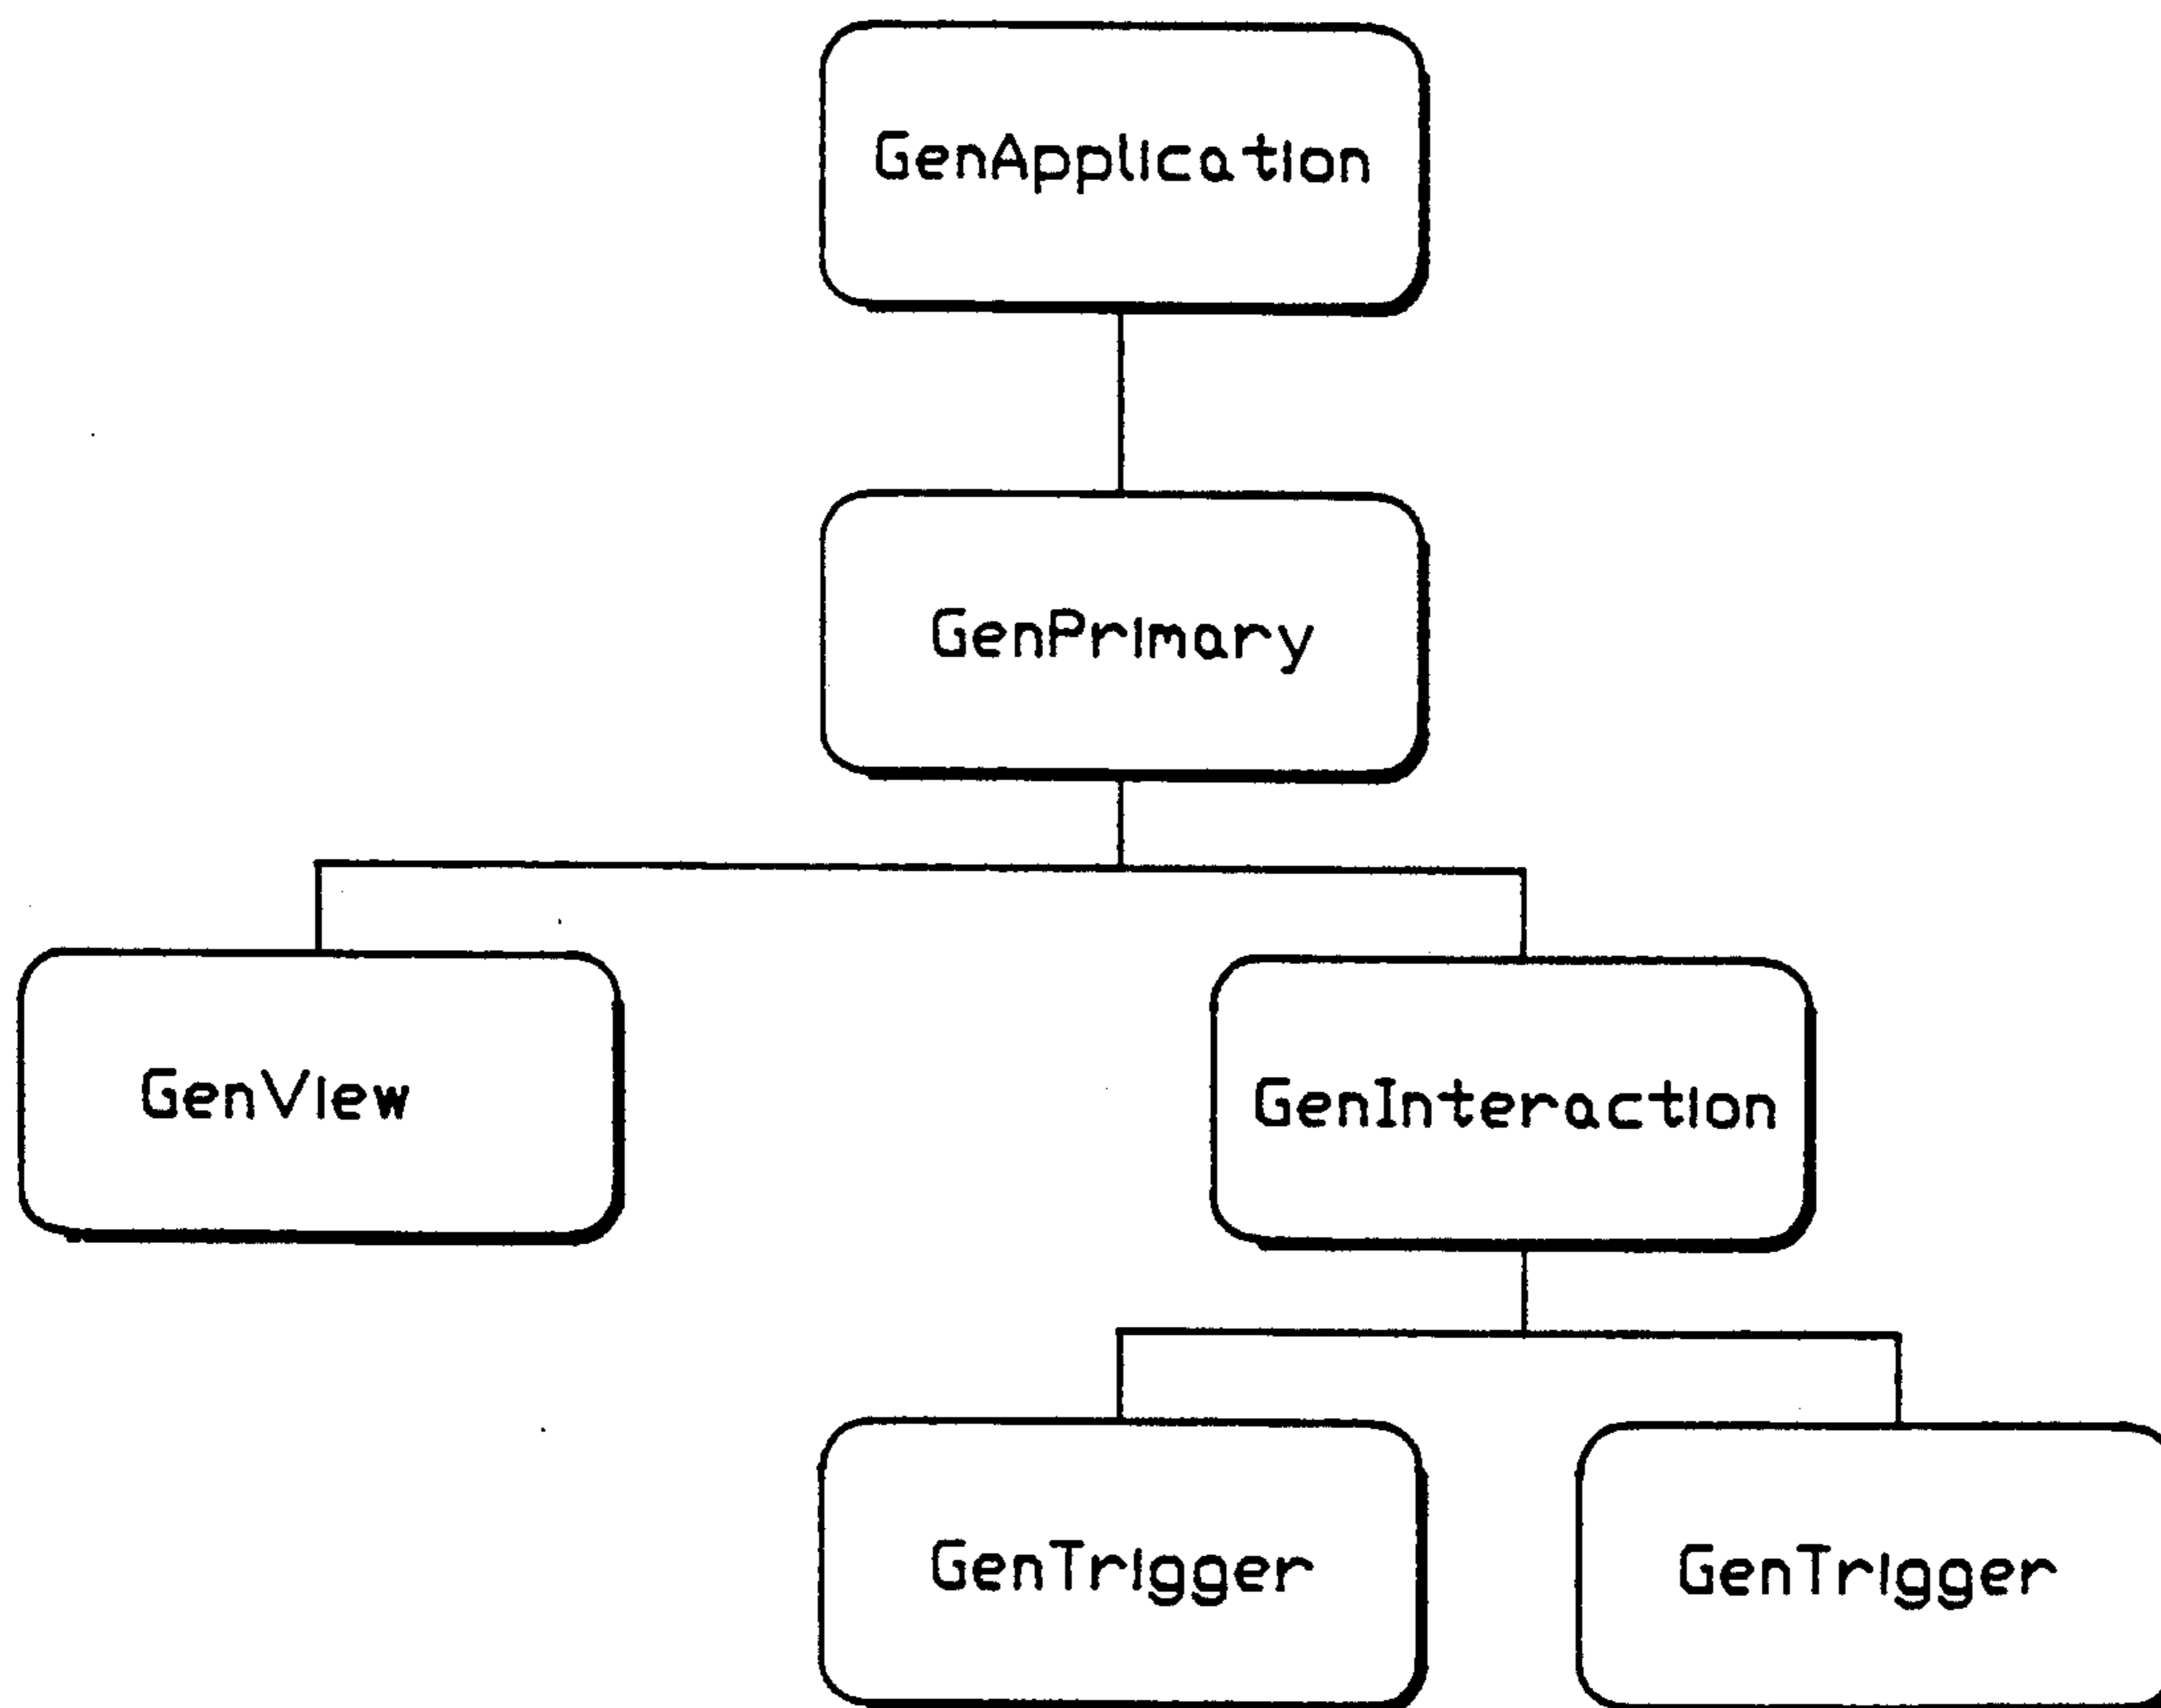 GenApplication
GenPrimary
GenView
GenInteraction
GenTrigger
GenTrigger